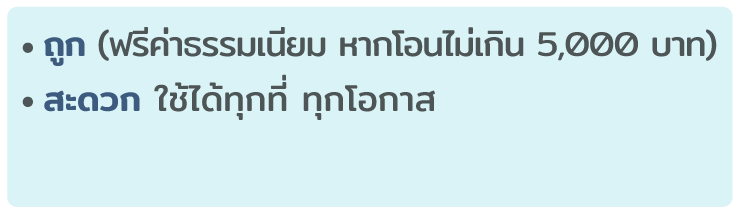 • ถูก (ฟรีค่าธรรมเนียม หากโอนไม่เกิน 5,000 บาท)
• สะดวก ใช้ได้ทุกที่ ทุกโอกาส